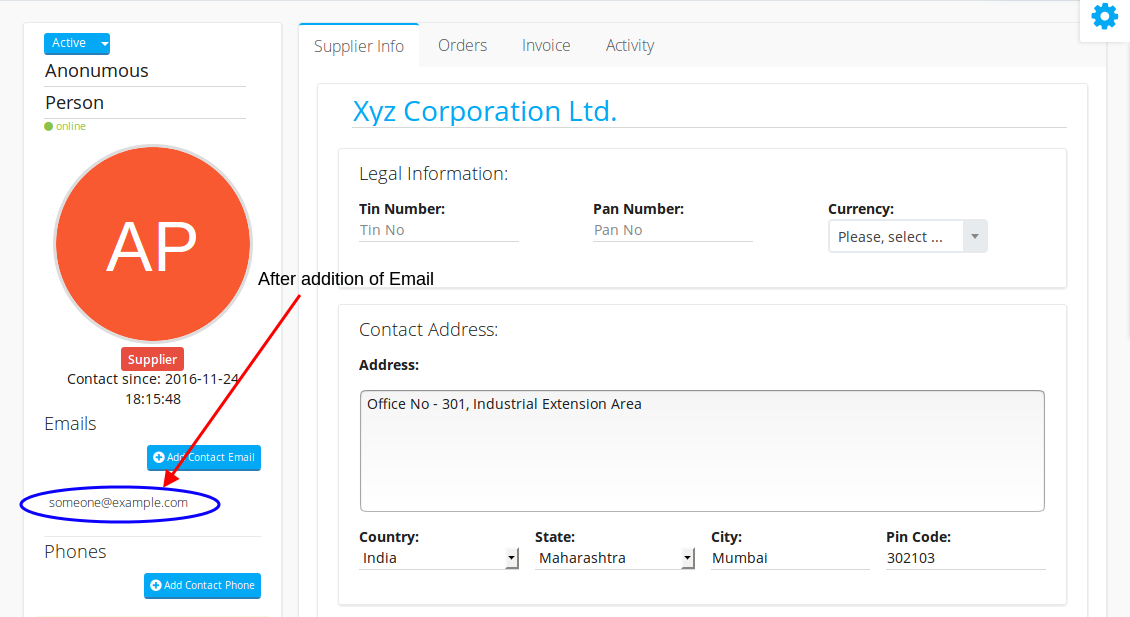 Active
Anonumous
Person
online
AP
Supplier
Contact since: 2016-11-24
18:15:48
Emails
Add Contact Email
someone@example.com
Phones
Add Contact Phone
After addition of Email
Supplier Info Orders Invoice Activity
Xyz Corporation Ltd.
Legal Information:
Tin Number: Pan Number: Currency:
Tin No Pan No Please, select ...
Contact Address:
Address:
Office No - 301, Industrial Extension Area
Country: State: City: Pin Code:
India Maharashtra Mumbai 302103